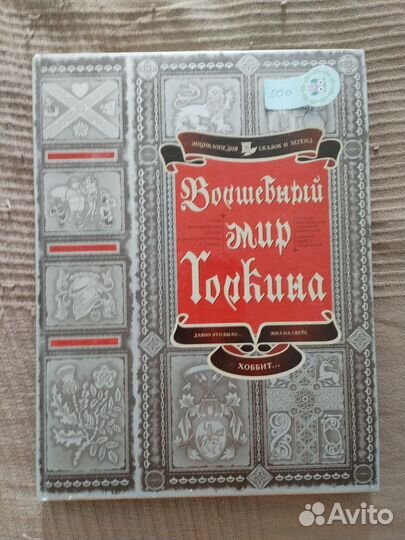 500
ЭНЦИКЛОПЕДИЯ СКАЗОК И ЛЕГЕНД
Волшебный
мир
Толкина
ДАВНО ЭТО БЫЛО... ЖИЛ НА СВЕТЕ
ХОББИТ...
Avito